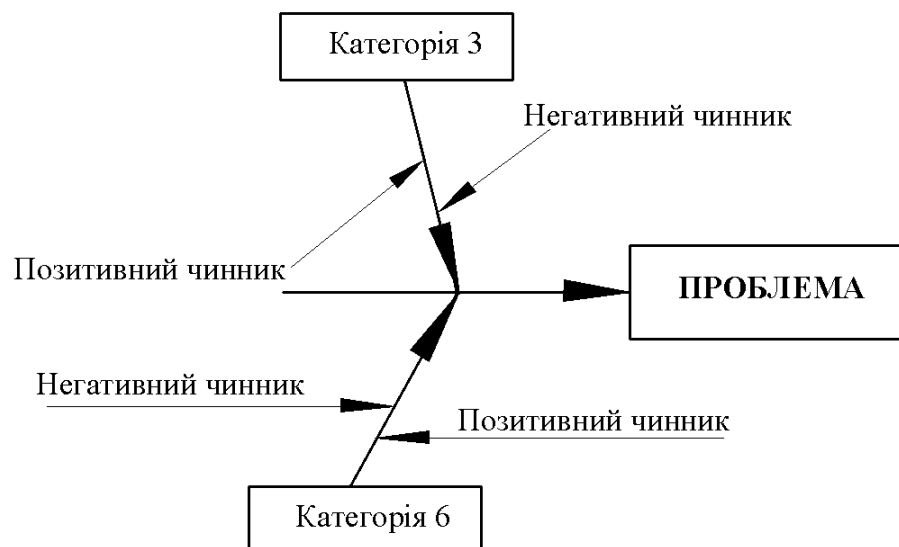 Категорія 3
Негативний чинник
Позитивний чинник
ПРОБЛЕМА
Негативний чинник
Позитивний чинник
Категорія 6